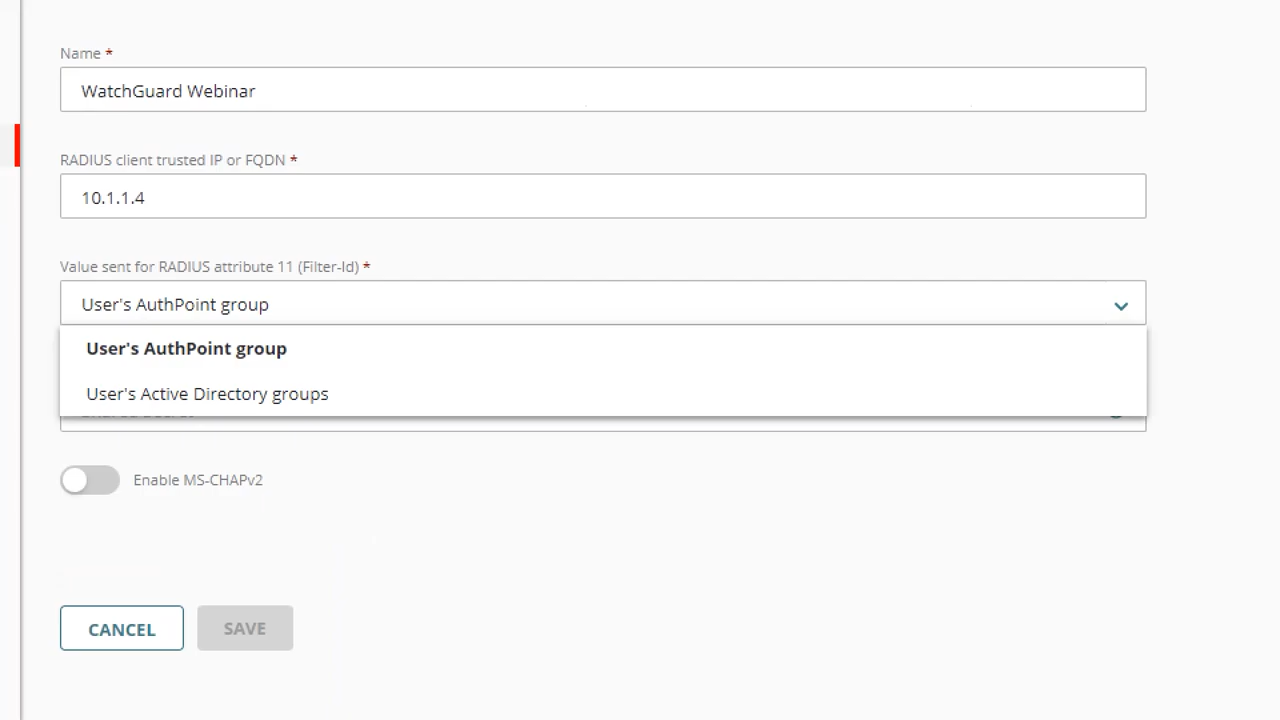 Name *
WatchGuard Webinar
RADIUS client trusted IP or FQDN *
10.1.1.4
Value sent for RADIUS attribute 11 (Filter-Id) *
User's AuthPoint group
User's AuthPoint group
User's Active Directory groups
Enable MS-CHAPv2
CANCEL
SAVE